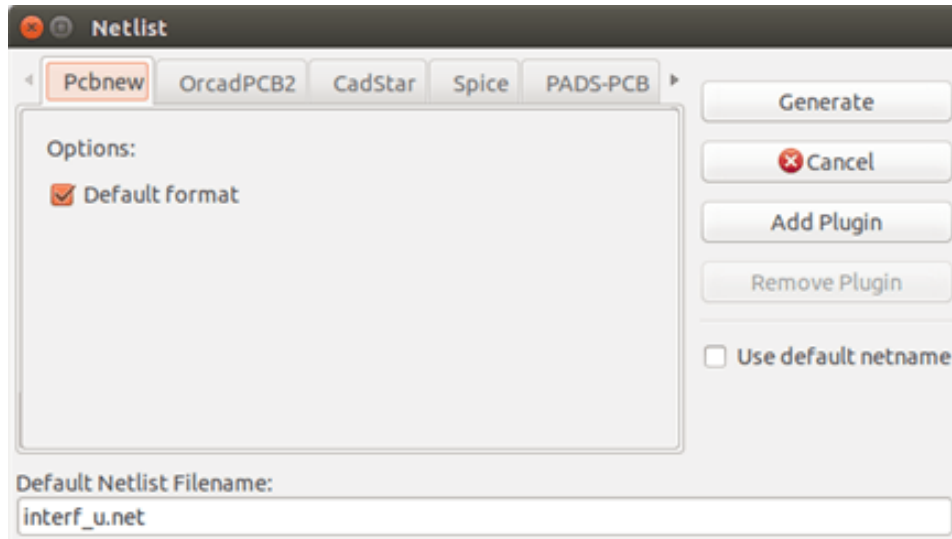 Netlist
Pcbnew OrcadPCB2 CadStar Spice PADS-PCB
Generate
Options:
Cancel
Default format
Add Plugin
Remove Plugin
Use default netname
Default Netlist Filename:
interf_u.net